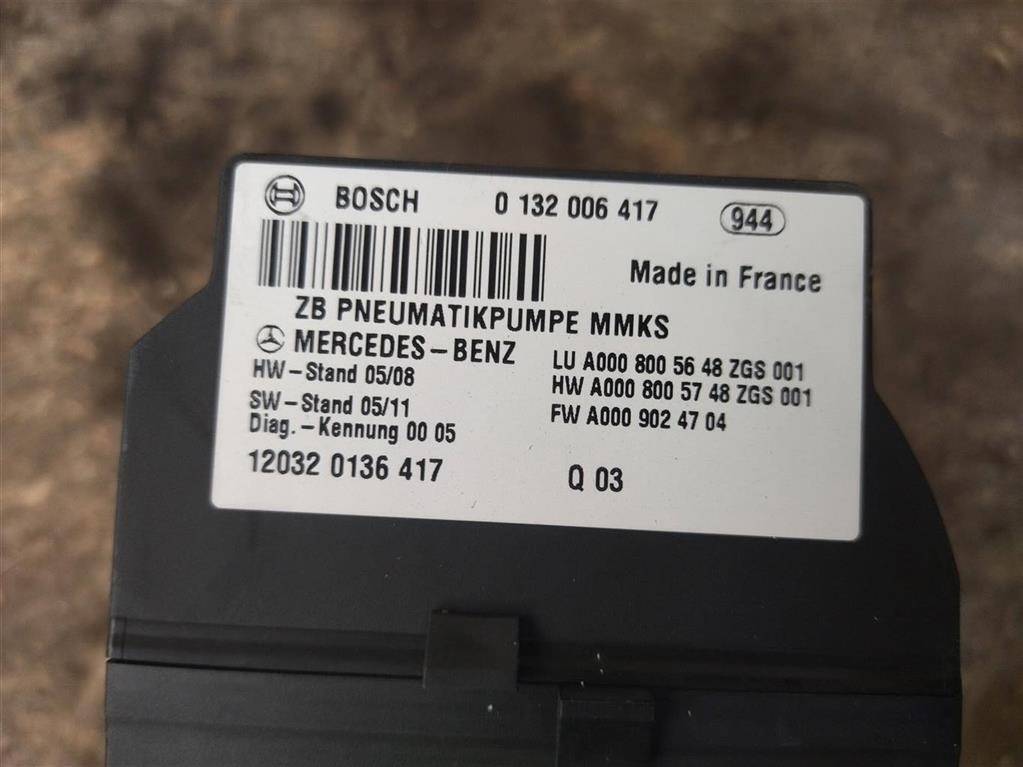 BOSCH 0 132 006 417 944
Made in France
ZB PNEUMATIKPUMPE MMKS
MERCEDES-BENZ
HW-Stand 05/08
SW-Stand 05/11
Diag.-Kennung 00 05
LU A000 800 56 48 ZGS 001
HW A000 800 57 48 ZGS 001
FW A000 902 47 04
12032 0136 417 Q 03